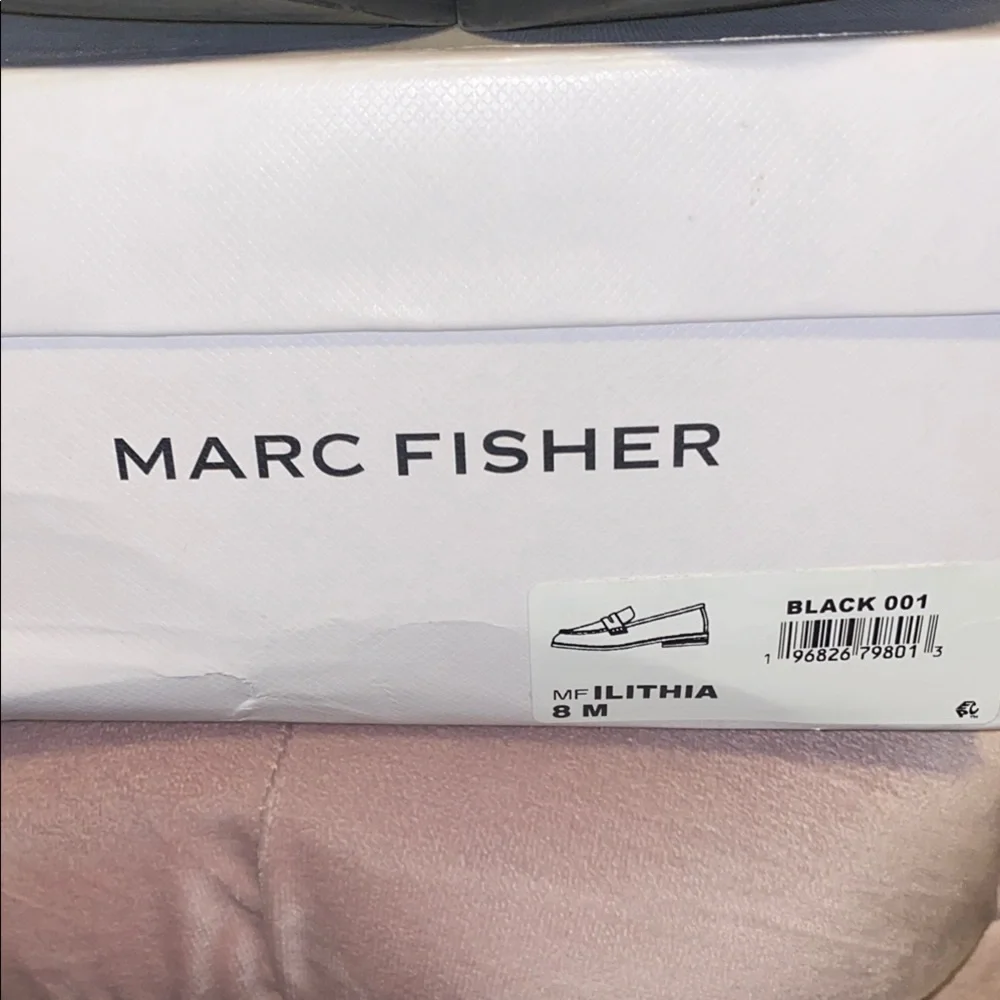 MARC FISHER
BLACK 001
1 96826 79801 3
MF ILITHIA
8 M